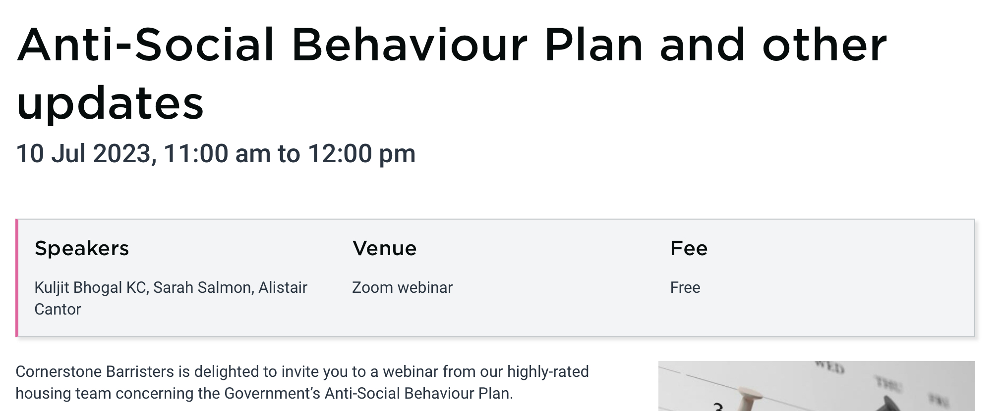 Anti-Social Behaviour Plan and other
updates
10 Jul 2023, 11:00 am to 12:00 pm
Speakers
Kuljit Bhogal KC, Sarah Salmon, Alistair
Cantor
Venue
Zoom webinar
Fee
Free
Cornerstone Barristers is delighted to invite you to a webinar from our highly-rated
housing team concerning the Government’s Anti-Social Behaviour Plan.
WED
THU
FRI
3